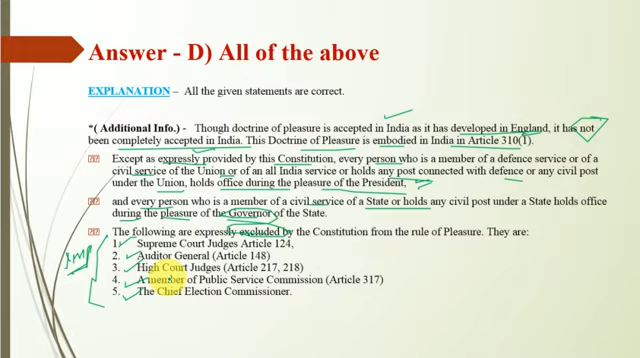 Answer - D) All of the above
EXPLANATION – All the given statements are correct.
*( Additional Info.) - Though doctrine of pleasure is accepted in India as it has developed in England, it has not
been completely accepted in India. This Doctrine of Pleasure is embodied in India in Article 310(1).
Except as expressly provided by this Constitution, every person who is a member of a defence service or of a
civil service of the Union or of an all India service or holds any post connected with defence or any civil post
under the Union, holds office during the pleasure of the President,
and every person who is a member of a civil service of a State or holds any civil post under a State holds office
during the pleasure of the Governor of the State.
The following are expressly excluded by the Constitution from the rule of Pleasure. They are:
1. Supreme Court Judges Article 124,
2. Auditor General (Article 148)
3. High Court Judges (Article 217, 218)
4. A member of Public Service Commission (Article 317)
5. The Chief Election Commissioner.
Imp